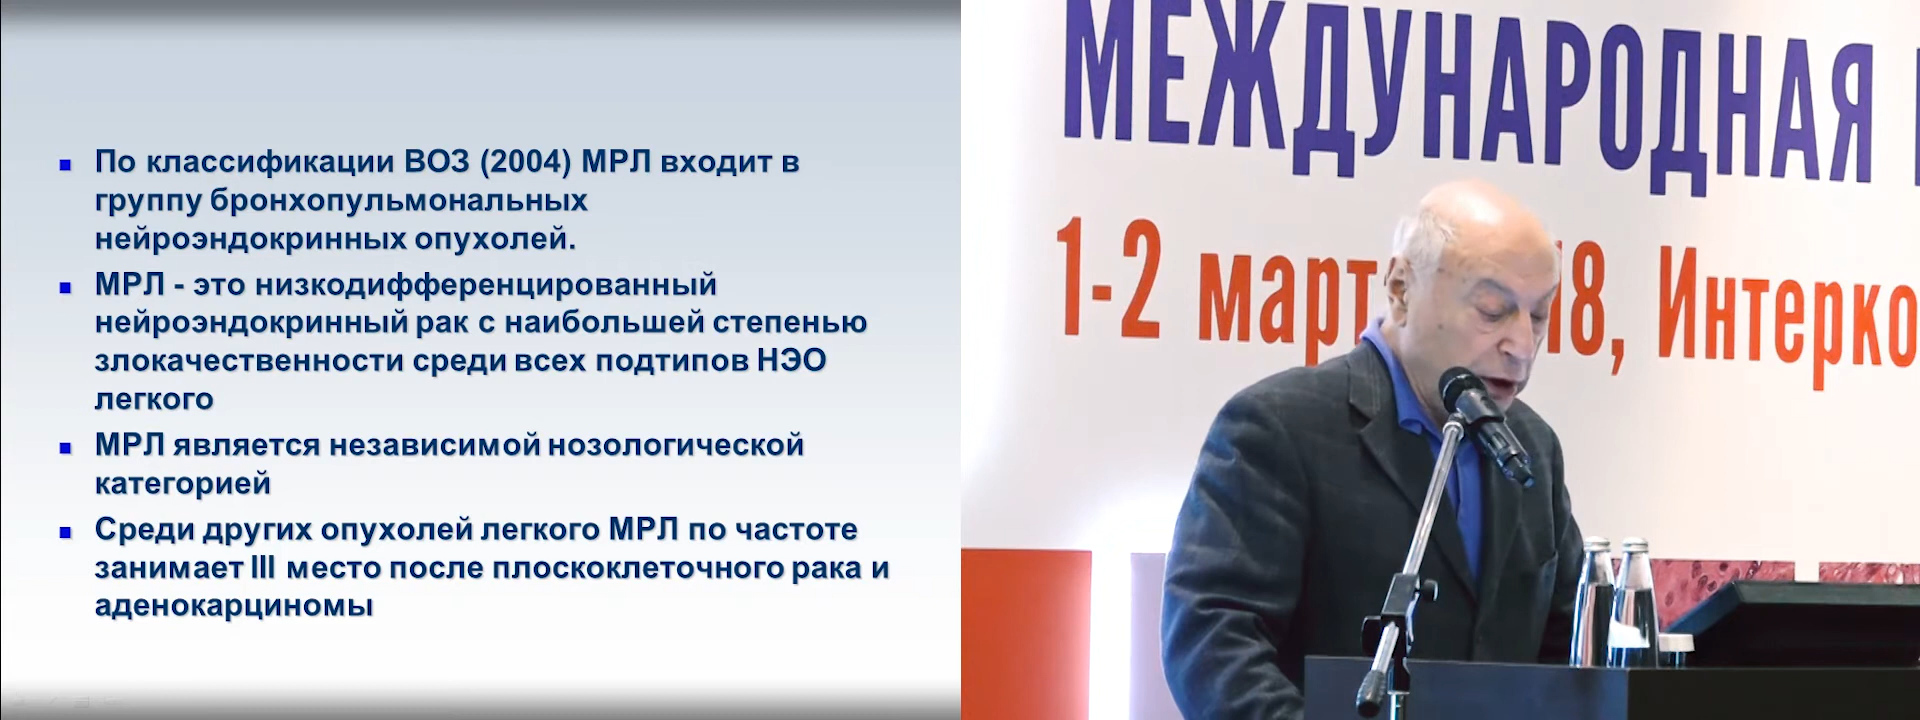 По классификации ВОЗ (2004) МРЛ входит в
группу бронхопульмональных
нейроэндокринных опухолей.
МРЛ - это низкодифференцированный
нейроэндокринный рак с наибольшей степенью
злокачественности среди всех подтипов НЭО
легкого
МРЛ является независимой нозологической
категорией
Среди других опухолей легкого МРЛ по частоте
занимает III место после плоскоклеточного рака и
аденокарциномы
МЕЖДУНАРОДНАЯ
1-2 март 18, Интерко